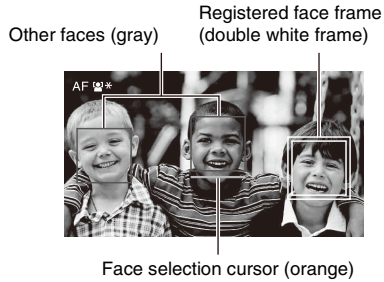 Registered face frame
Other faces (gray)
(double white frame)
AF
Face selection cursor (orange)